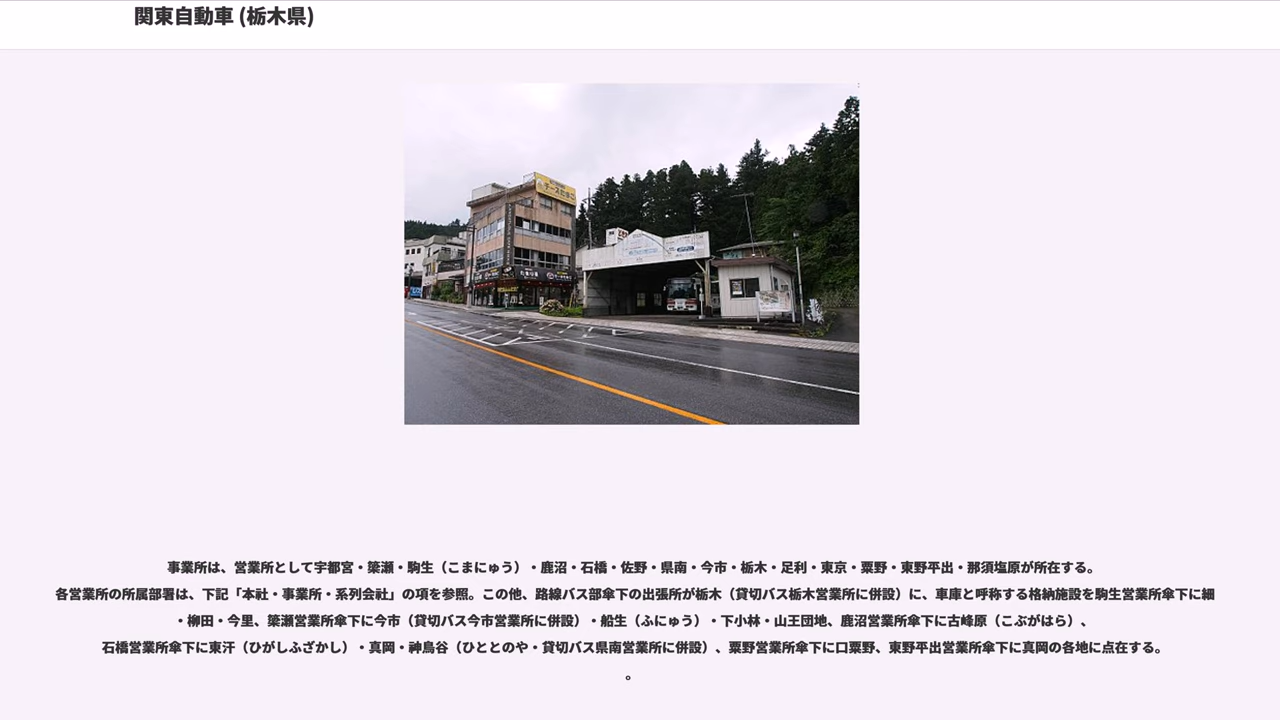 関東自動車 (栃木県)
チーズたまご
事業所は、営業所として宇都宮・簗瀬・駒生（こまにゅう）・鹿沼・石橋・佐野・県南・今市・栃木・足利・東京・粟野・東野平出・那須塩原が所在する。
各営業所の所属部署は、下記「本社・事業所・系列会社」の項を参照。この他、路線バス部傘下の出張所が栃木（貸切バス栃木営業所に併設）に、車庫と呼称する格納施設を駒生営業所傘下に細
・柳田・今里、簗瀬営業所傘下に今市（貸切バス今市営業所に併設）・船生（ふにゅう）・下小林・山王団地、鹿沼営業所傘下に古峰原（こぶがはら）、
石橋営業所傘下に東汗（ひがしふざかし）・真岡・神鳥谷（ひととのや・貸切バス県南営業所に併設）、粟野営業所傘下に口粟野、東野平出営業所傘下に真岡の各地に点在する。
。